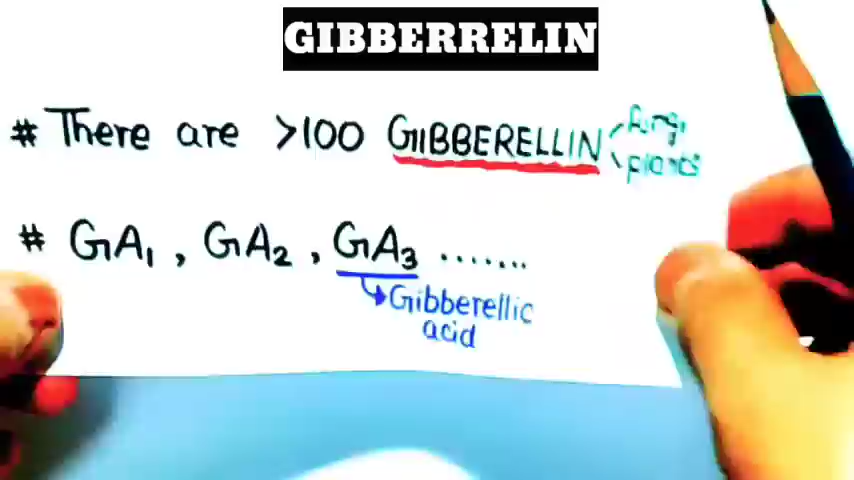 GIBBERRELIN
# There are >100 GIBBERELLIN
fungi
plants
# GA₁, GA₂, GA₃ .......
Gibberellic
acid